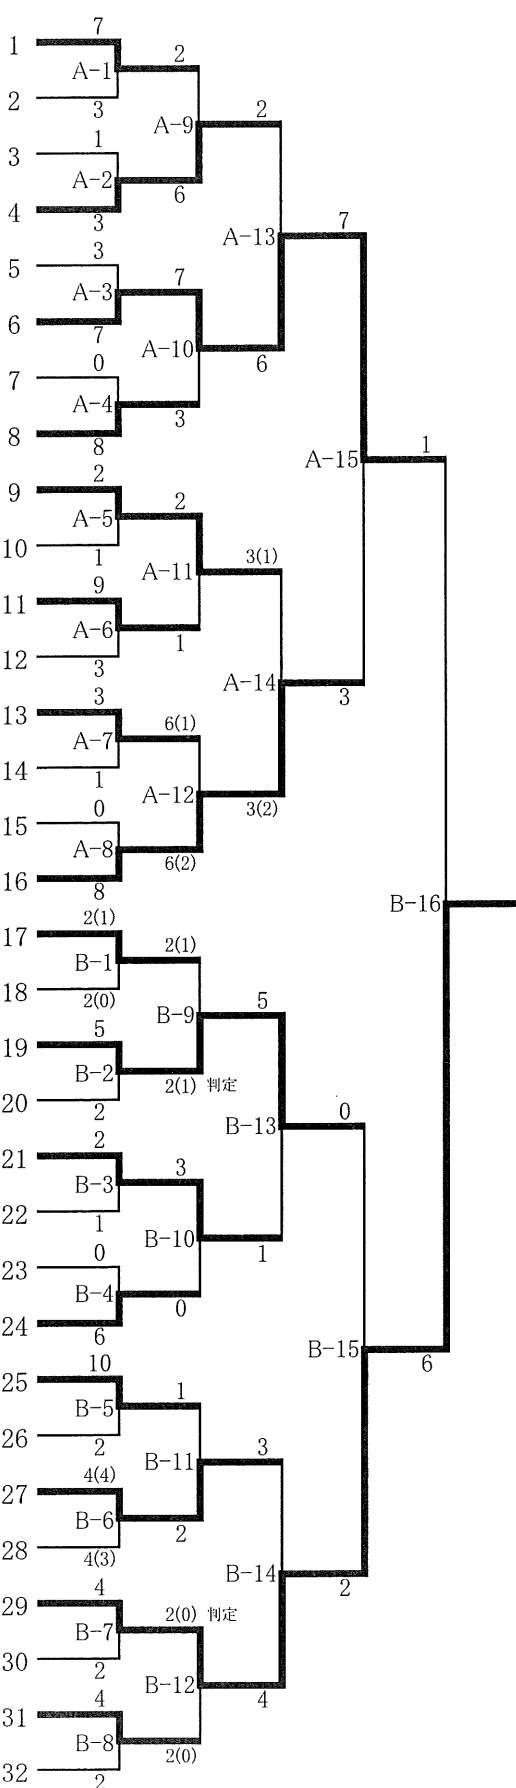 7
1
A-1
2
2
3
A-9
2
1
3
A-2
4
3
6
A-13
7
3
5
A-3
7
6
7
A-10
6
0
7
A-4
3
8
8
A-15
1
2
9
A-5
2
10
1
A-11
3(1)
9
11
A-6
12
3
1
A-14
3
3
13
A-7
6(1)
14
1
A-12
3(2)
0
15
A-8
6(2)
16
8
B-16
2(1)
17
B-1
2(1)
18
2(0)
B-9
5
5
19
B-2
2(1) 判定
20
2
B-13
0
2
21
B-3
3
22
1
B-10
1
0
23
B-4
0
24
6
B-15
6
10
25
B-5
1
26
2
B-11
3
4(4)
27
B-6
2
28
4(3)
B-14
2
4
29
B-7
2(0) 判定
30
2
B-12
4
4
31
B-8
2(0)
32
2